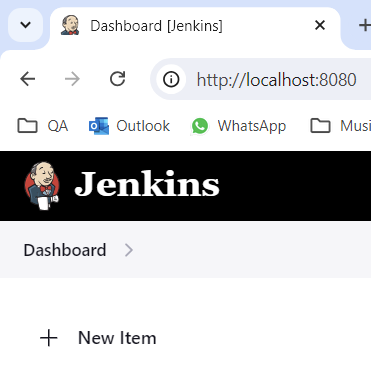 Dashboard [Jenkins]
http://localhost:8080
QA Outlook WhatsApp Musi
Jenkins
Dashboard
New Item